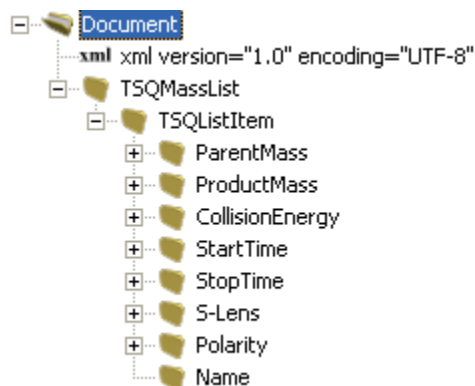 Document
xml xml version="1.0" encoding="UTF-8"
TSQMassList
TSQListItem
ParentMass
ProductMass
CollisionEnergy
StartTime
StopTime
S-Lens
Polarity
Name